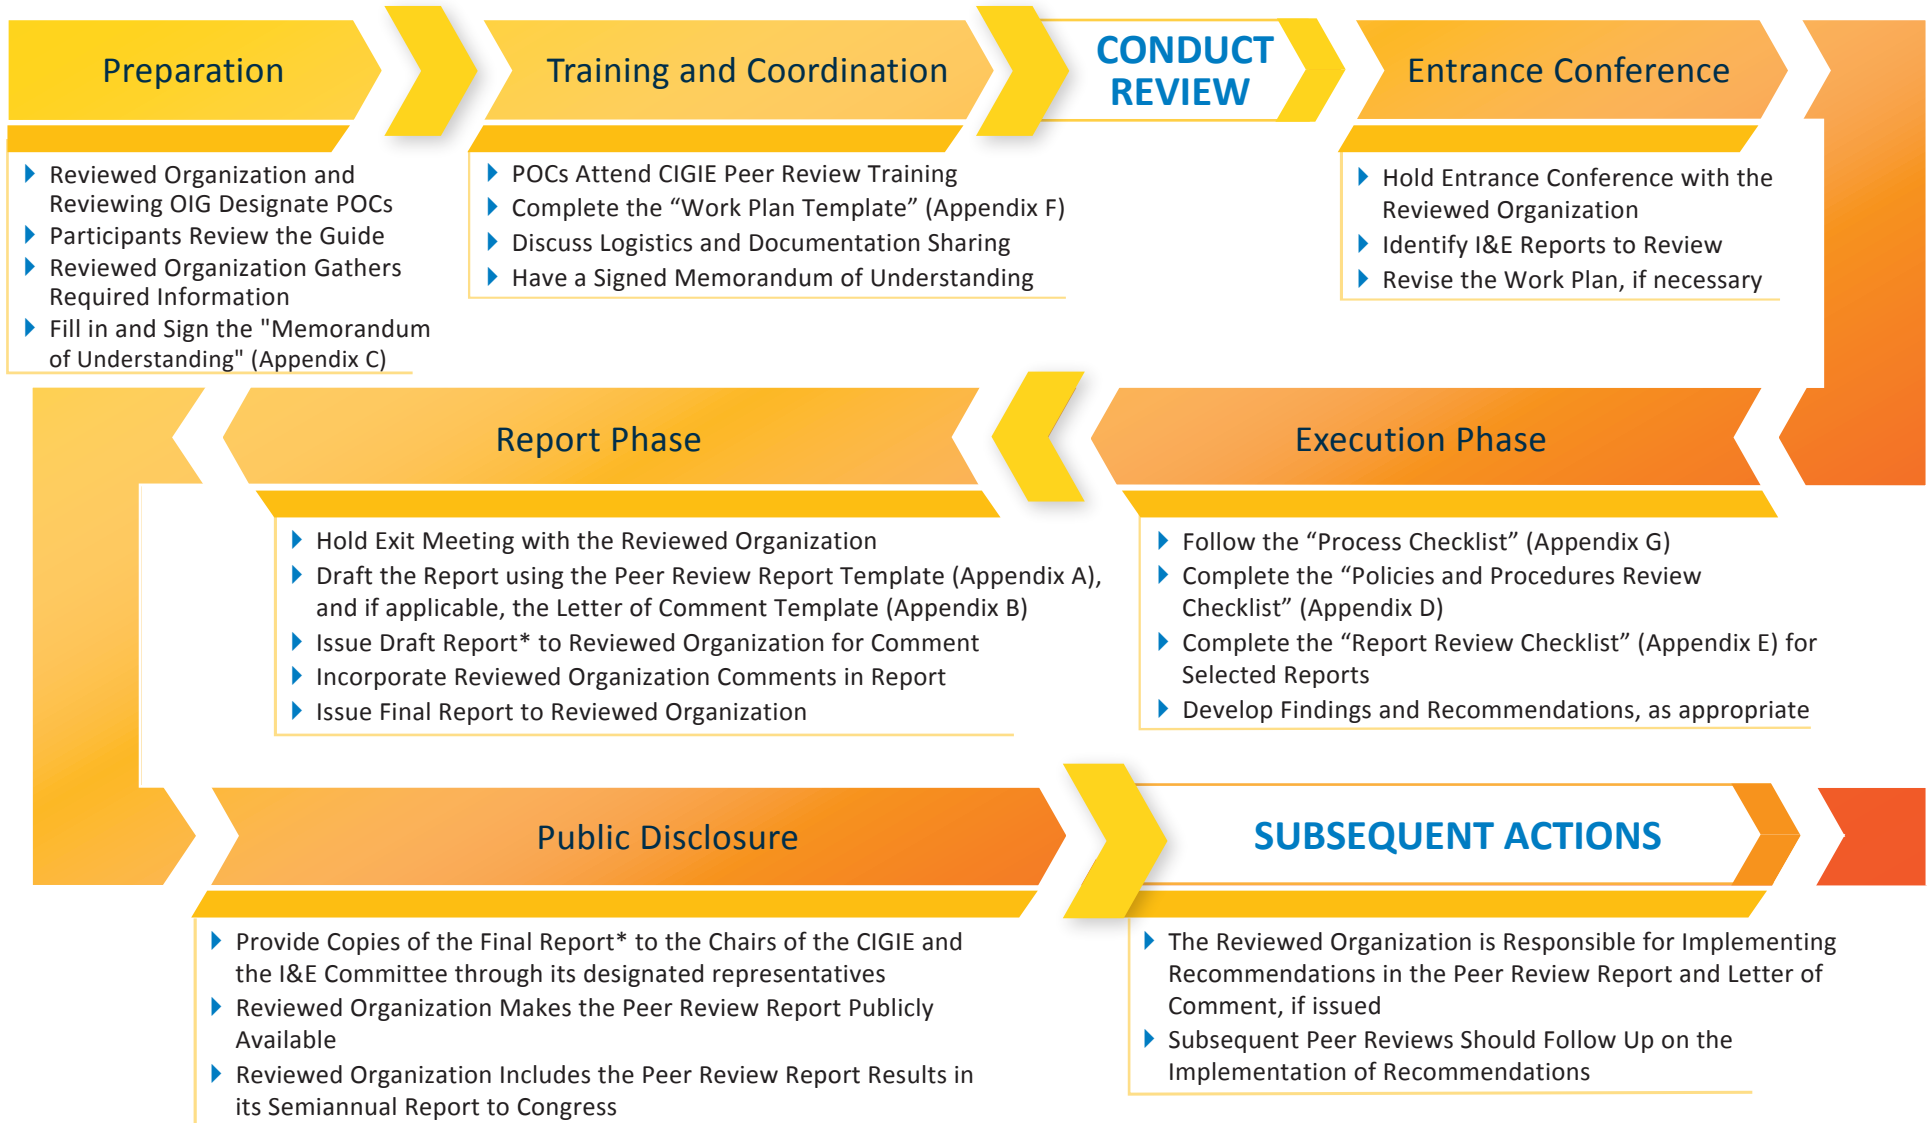 Preparation
Reviewed Organization and
Reviewing OIG Designate POCs
Participants Review the Guide
Reviewed Organization Gathers
Required Information
Fill in and Sign the "Memorandum
of Understanding" (Appendix C)
Training and Coordination
POCs Attend CIGIE Peer Review Training
Complete the “Work Plan Template” (Appendix F)
Discuss Logistics and Documentation Sharing
Have a Signed Memorandum of Understanding
CONDUCT
REVIEW
Entrance Conference
Hold Entrance Conference with the
Reviewed Organization
Identify I&E Reports to Review
Revise the Work Plan, if necessary
Execution Phase
Follow the “Process Checklist” (Appendix G)
Complete the “Policies and Procedures Review
Checklist” (Appendix D)
Complete the “Report Review Checklist” (Appendix E) for
Selected Reports
Develop Findings and Recommendations, as appropriate
Report Phase
Hold Exit Meeting with the Reviewed Organization
Draft the Report using the Peer Review Report Template (Appendix A),
and if applicable, the Letter of Comment Template (Appendix B)
Issue Draft Report* to Reviewed Organization for Comment
Incorporate Reviewed Organization Comments in Report
Issue Final Report to Reviewed Organization
Public Disclosure
Provide Copies of the Final Report* to the Chairs of the CIGIE and
the I&E Committee through its designated representatives
Reviewed Organization Makes the Peer Review Report Publicly
Available
Reviewed Organization Includes the Peer Review Report Results in
its Semiannual Report to Congress
SUBSEQUENT ACTIONS
The Reviewed Organization is Responsible for Implementing
Recommendations in the Peer Review Report and Letter of
Comment, if issued
Subsequent Peer Reviews Should Follow Up on the
Implementation of Recommendations